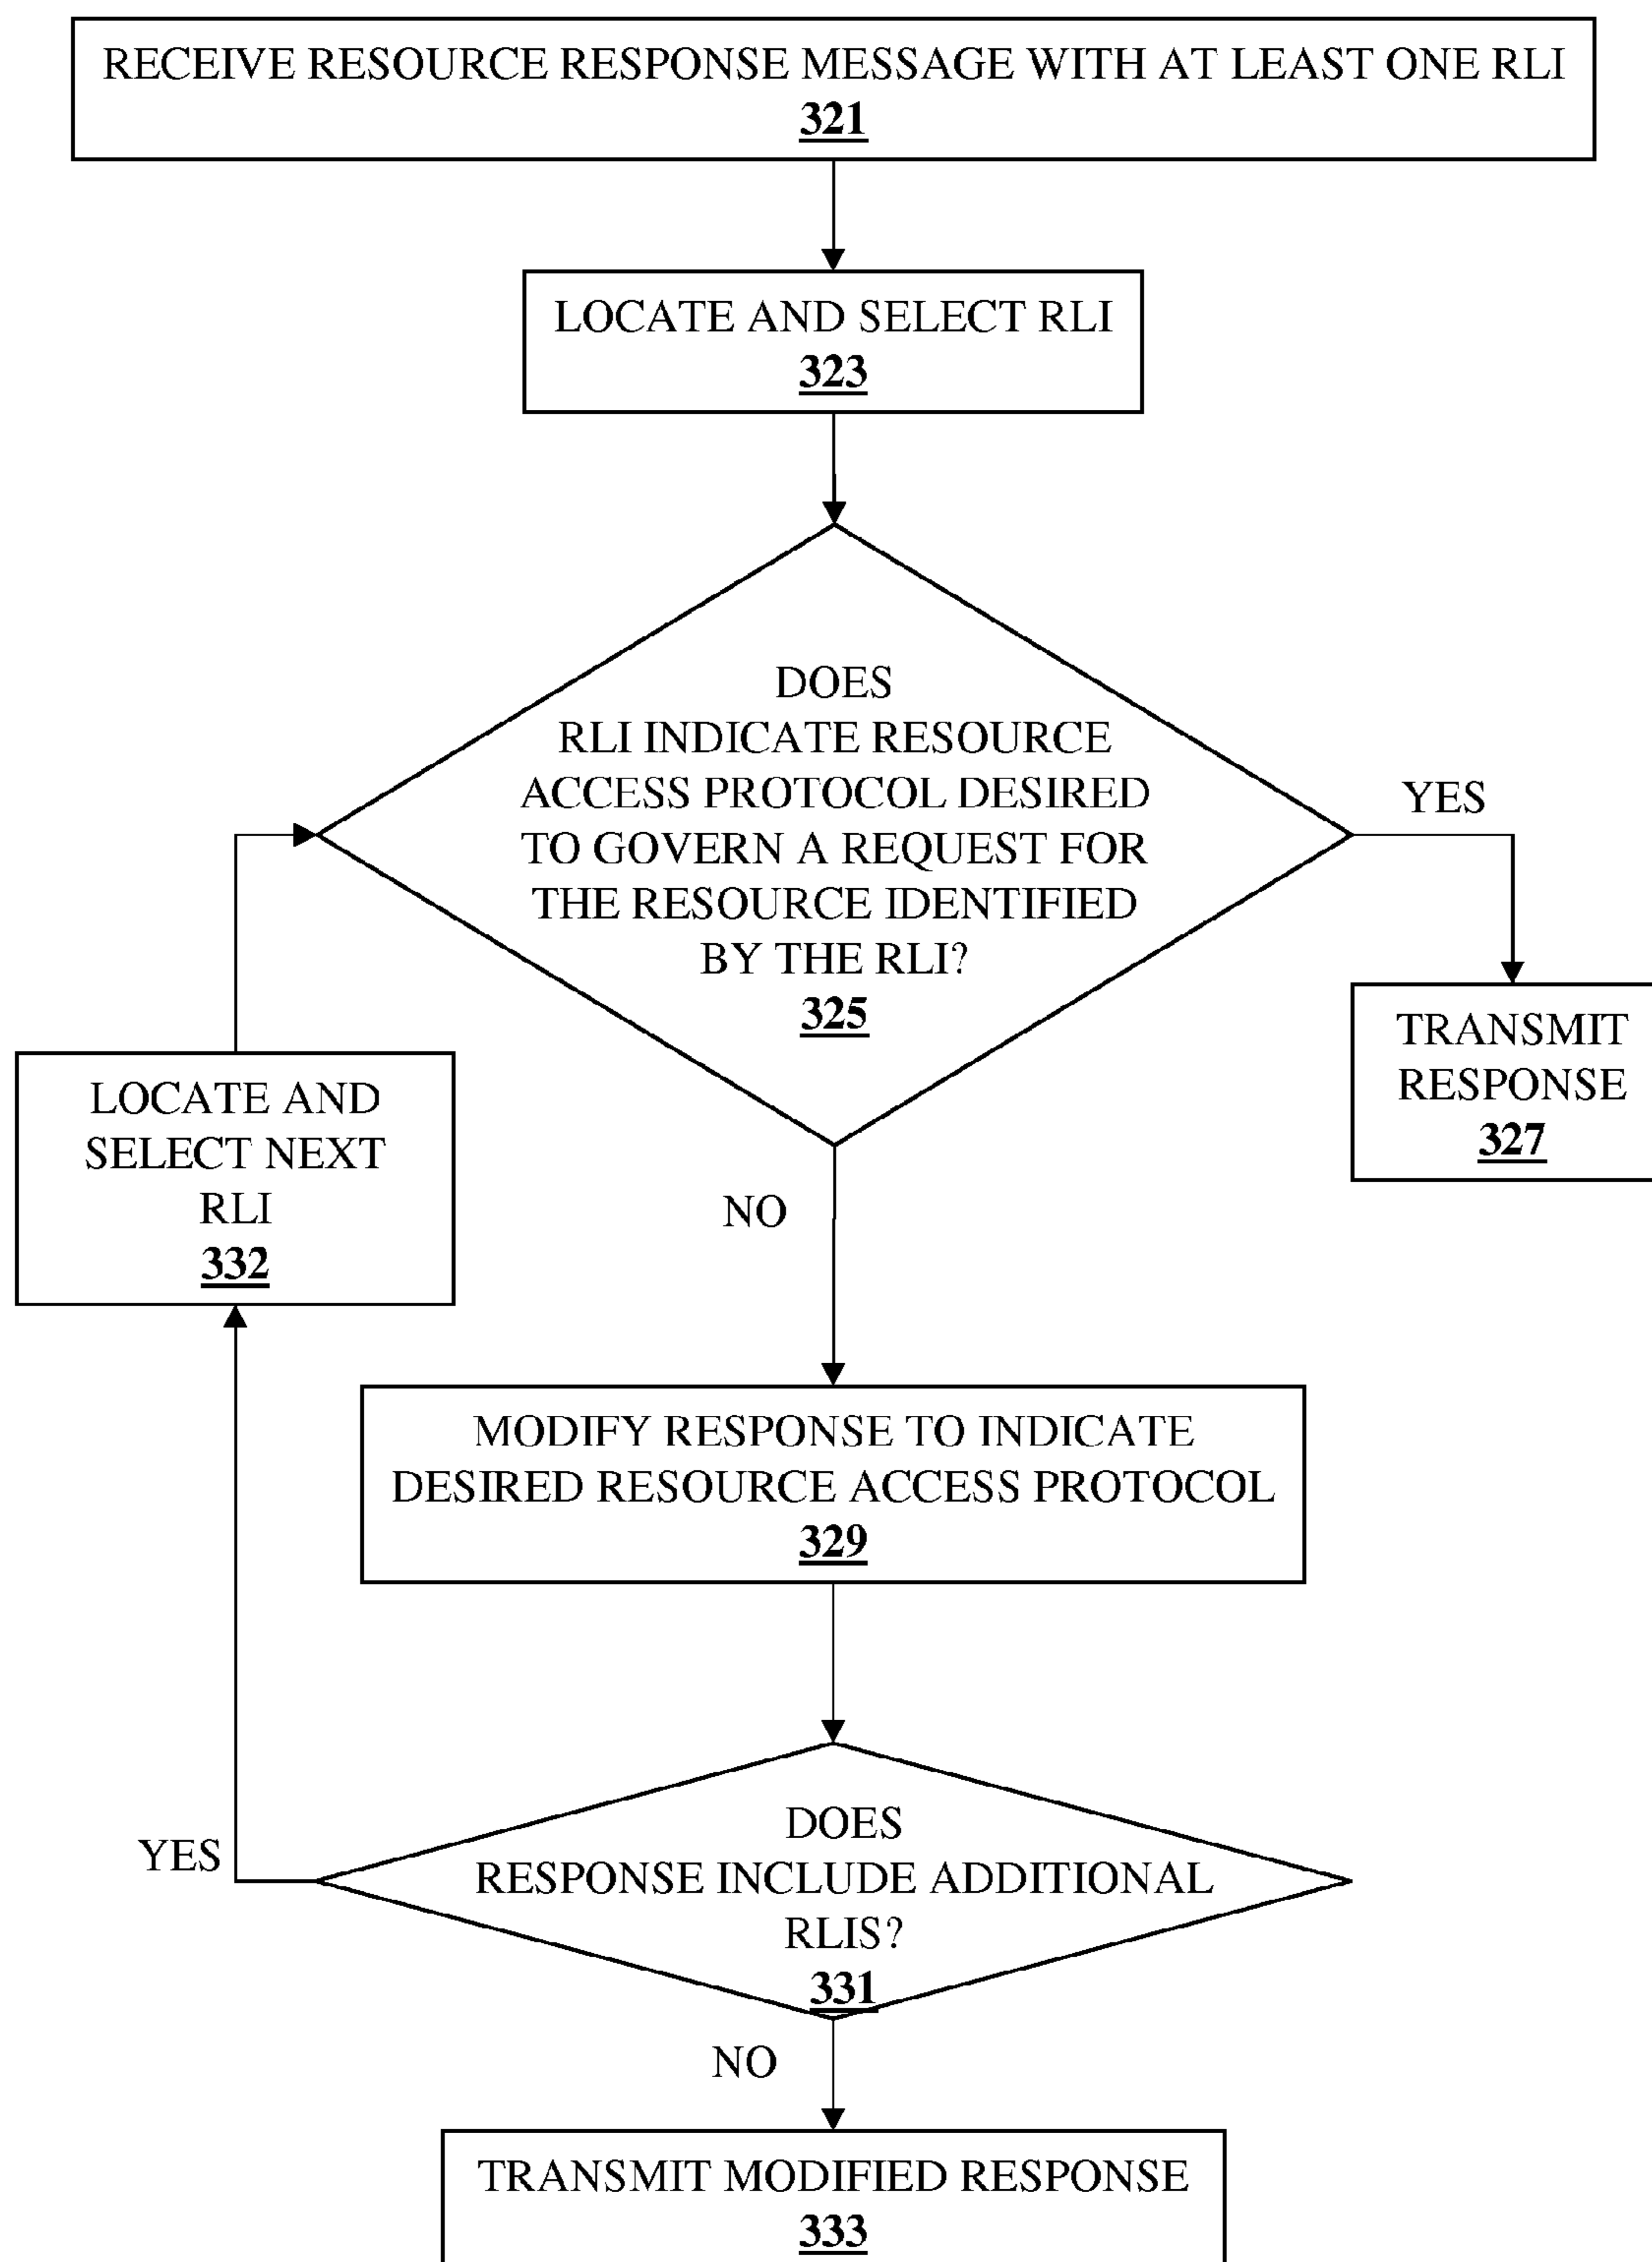 RECEIVE RESOURCE RESPONSE MESSAGE WITH AT LEAST ONE RLI
321
LOCATE AND SELECT RLI
323
DOES
RLI INDICATE RESOURCE
ACCESS PROTOCOL DESIRED
TO GOVERN A REQUEST FOR
THE RESOURCE IDENTIFIED
BY THE RLI?
325
YES
TRANSMIT
RESPONSE
327
LOCATE AND
SELECT NEXT
RLI
332
NO
MODIFY RESPONSE TO INDICATE
DESIRED RESOURCE ACCESS PROTOCOL
329
DOES
RESPONSE INCLUDE ADDITIONAL
RLIS?
331
YES
NO
TRANSMIT MODIFIED RESPONSE
333